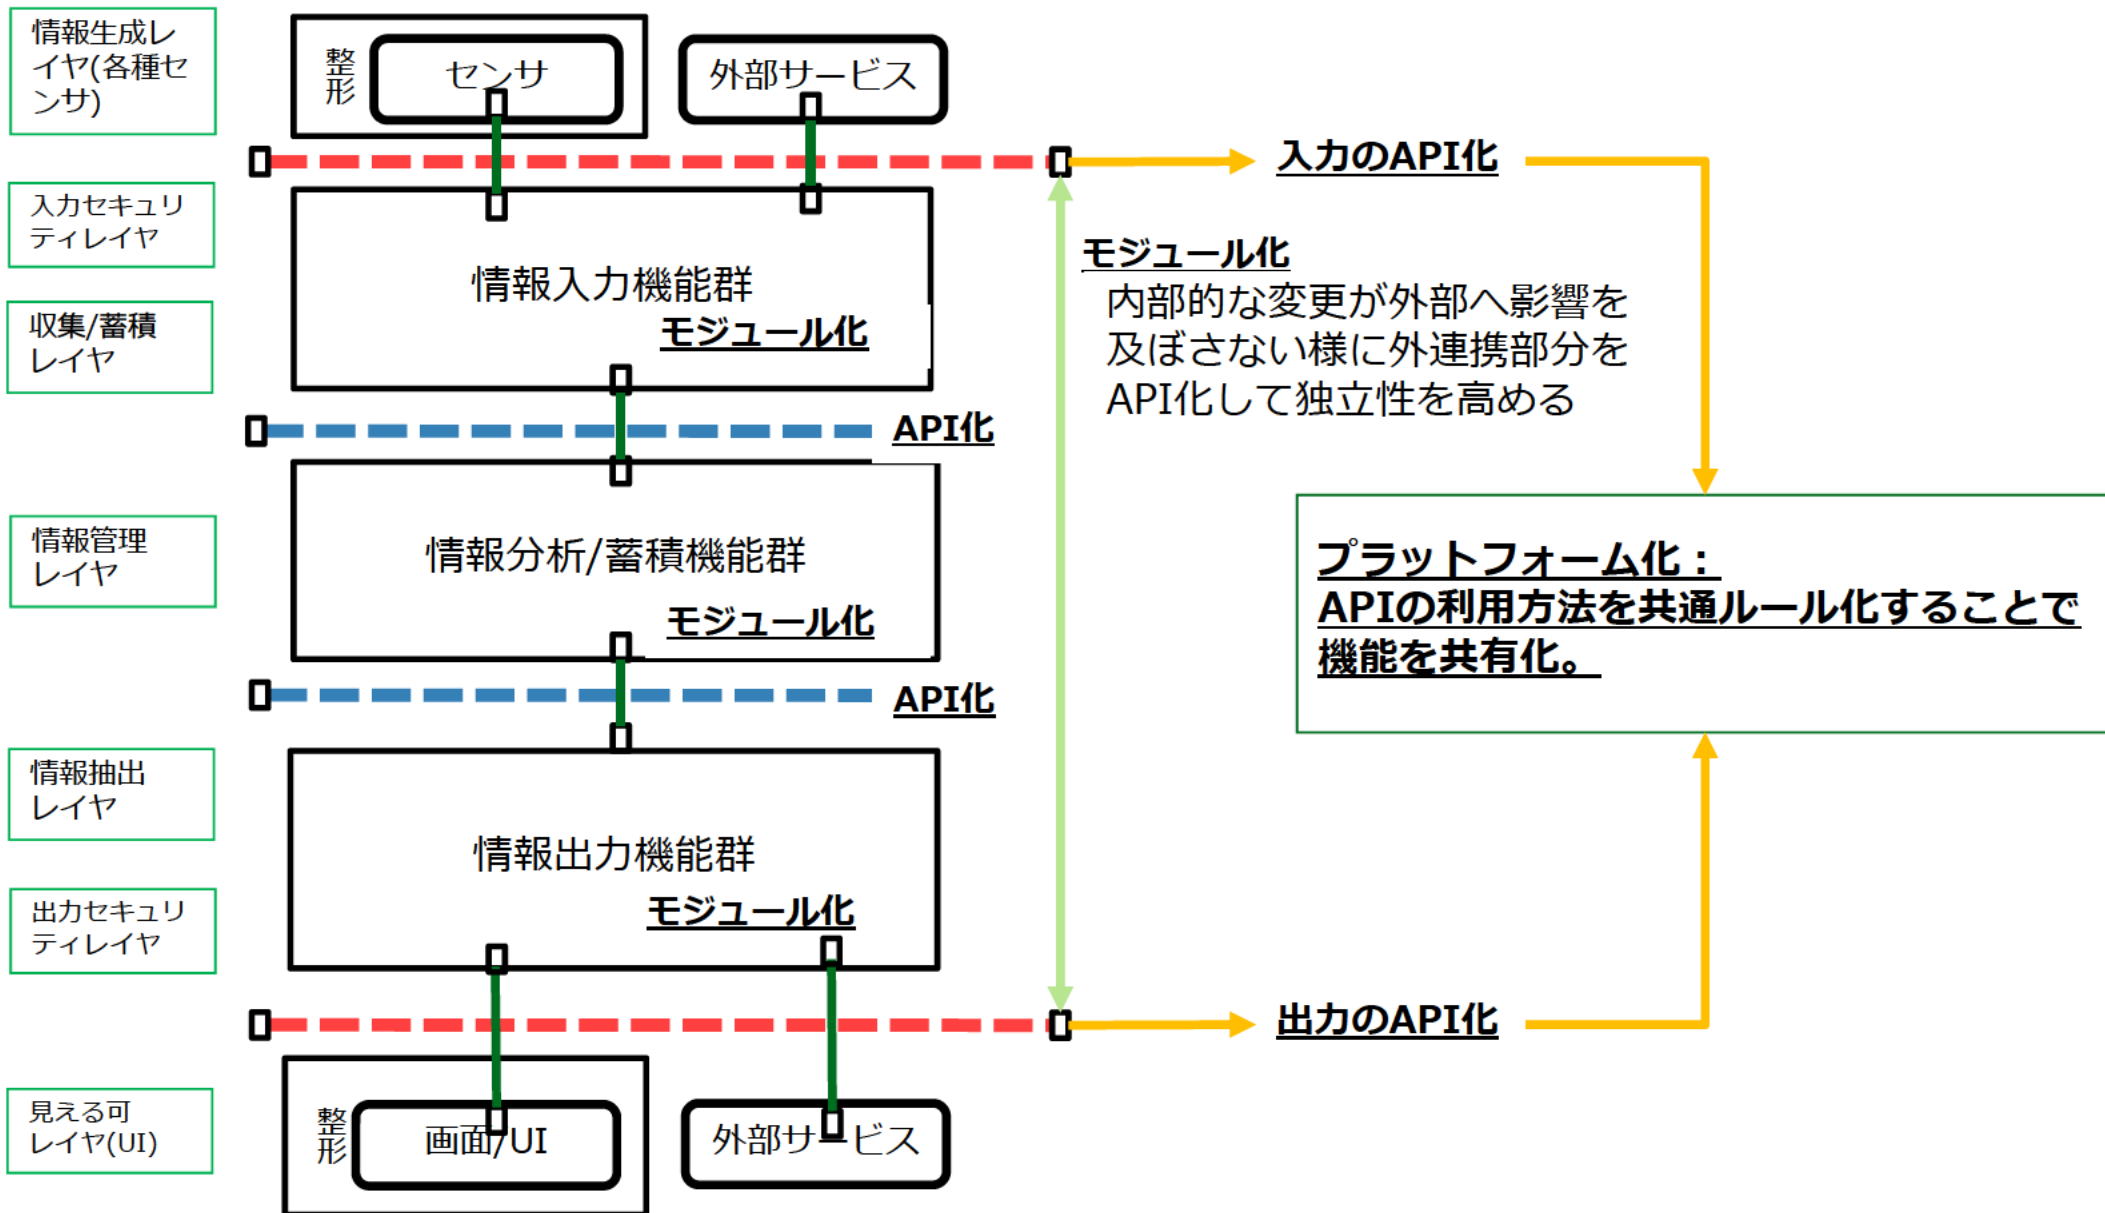 情報生成レ
イヤ(各種セ
ンサ)
整形
センサ
外部サービス
入力のAPI化
入力セキュリ
ティレイヤ
情報入力機能群
モジュール化
モジュール化
内部的な変更が外部へ影響を
及ぼさない様に外連携部分を
API化して独立性を高める
収集/蓄積
レイヤ
API化
情報管理
レイヤ
情報分析/蓄積機能群
モジュール化
プラットフォーム化：
APIの利用方法を共通ルール化することで
機能を共有化。
API化
情報抽出
レイヤ
情報出力機能群
モジュール化
出力セキュリ
ティレイヤ
出力のAPI化
見える可
レイヤ(UI)
整形
画面/UI
外部サービス